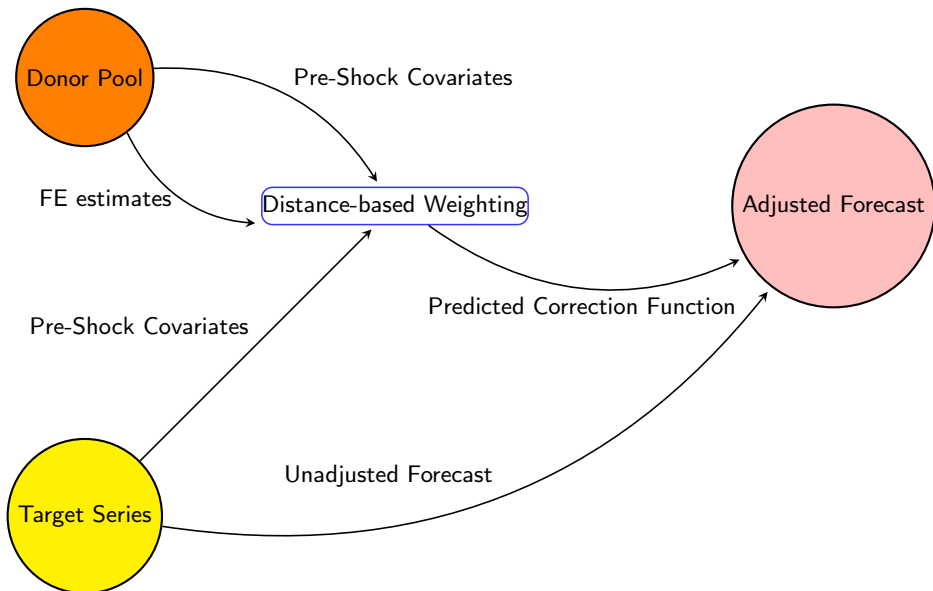 Donor Pool
Pre-Shock Covariates
FE estimates
Distance-based Weighting
Adjusted Forecast
Predicted Correction Function
Pre-Shock Covariates
Unadjusted Forecast
Target Series